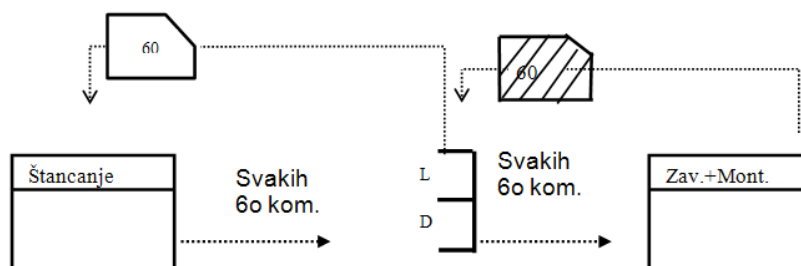 60
60
Štancanje
Svakih
6o kom.
L
D
Svakih
6o kom.
Zav.+Mont.